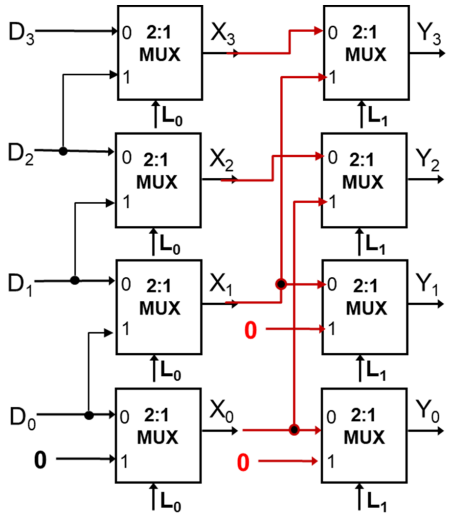 D3 0 2:1 X3 0 2:1 Y3
MUX MUX
1 1
L0 L1
D2 0 2:1 X2 0 2:1 Y2
MUX MUX
1 1
L0 L1
D1 0 2:1 X1 0 2:1 Y1
MUX MUX
1 0 1
L0 L1
D0 0 2:1 X0 0 2:1 Y0
MUX MUX
0 1 0 1
L0 L1